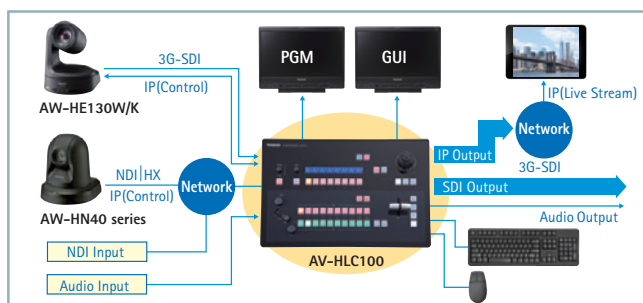 3G-SDI
IP(Control)
AW-HE130W/K
PGM
GUI
IP(Live Stream)
NDI|HX
IP(Control)
AW-HN40 series
Network
IP Output
Network
3G-SDI
SDI Output
NDI Input
Audio Output
Audio Input
AV-HLC100